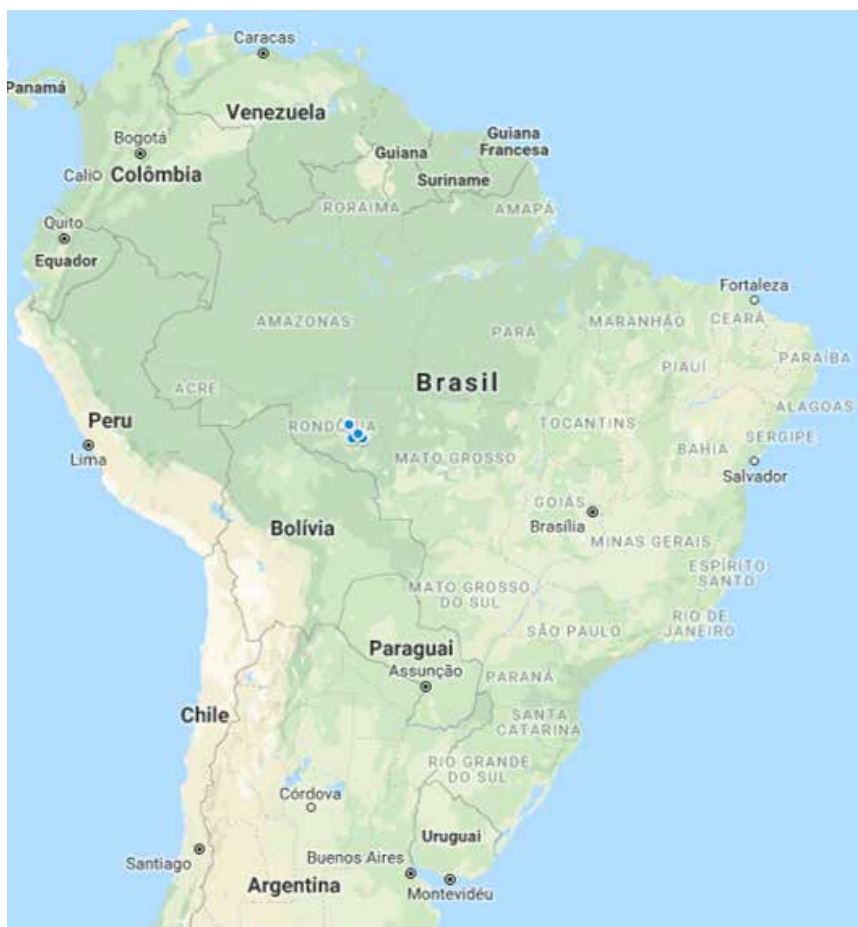 Caracas
Panamá
Venezuela
Bogotá
Guiana
Guiana
Francesa
Cali
Colômbia
Suriname
RORAIMA
AMAPÁ
Quito
Equador
Fortaleza
AMAZONAS
PARÁ
MARANHÃO
CEARÁ
PIAUÍ
PARAÍBA
Brasil
ACRE
ALAGOAS
Peru
RONDÔNIA
TOCANTINS
SERGIPE
Lima
MATO GROSSO
BAHIA
Salvador
GOIÁS
Bolívia
Brasília
MINAS GERAIS
ESPÍRITO
SANTO
MATO GROSSO
DO SUL
RIO DE
JANEIRO
SÃO PAULO
Paraguai
Assunção
PARANÁ
Chile
SANTA
CATARINA
RIO GRANDE
DO SUL
Córdova
Uruguai
Santiago
Buenos Aires
Argentina
Montevidéu